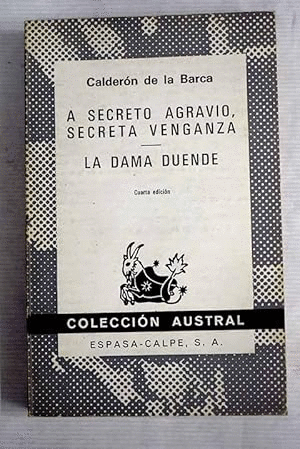 Calderón de la Barca
A SECRETO AGRAVIO,
SECRETA VENGANZA
LA DAMA DUENDE
Cuarta edición
COLECCIÓN AUSTRAL
ESPASA-CALPE, S. A.